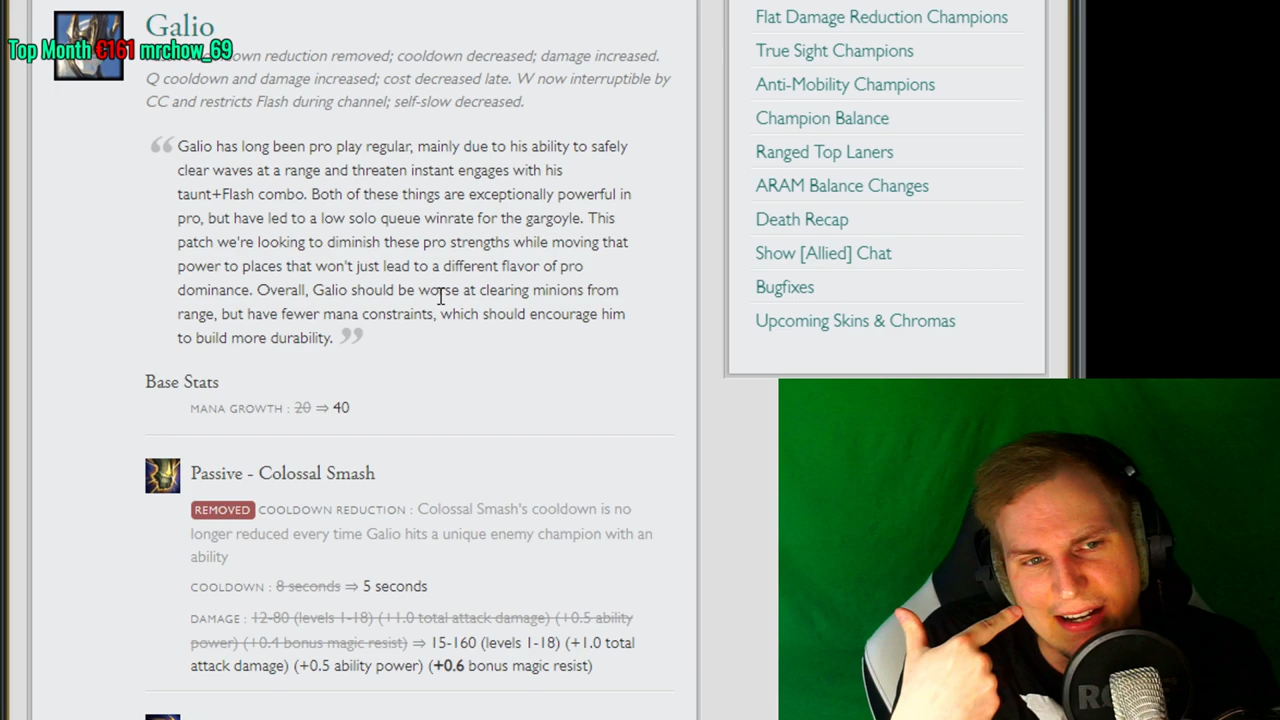 Galio
Top Month €161 mrchow_69
down reduction removed; cooldown decreased; damage increased.
Q cooldown and damage increased; cost decreased late. W now interruptible by
CC and restricts Flash during channel; self-slow decreased.
“ Galio has long been pro play regular, mainly due to his ability to safely
clear waves at a range and threaten instant engages with his
taunt+Flash combo. Both of these things are exceptionally powerful in
pro, but have led to a low solo queue winrate for the gargoyle. This
patch we're looking to diminish these pro strengths while moving that
power to places that won't just lead to a different flavor of pro
dominance. Overall, Galio should be worse at clearing minions from
range, but have fewer mana constraints, which should encourage him
to build more durability. ”
Base Stats
MANA GROWTH : 20 ⇒ 40
Passive - Colossal Smash
REMOVED COOLDOWN REDUCTION : Colossal Smash's cooldown is no
longer reduced every time Galio hits a unique enemy champion with an
ability
COOLDOWN : 8 seconds ⇒ 5 seconds
DAMAGE : 12-80 (levels 1-18) (+1.0 total attack damage) (+0.5 ability
power) (+0.4 bonus magic resist) ⇒ 15-160 (levels 1-18) (+1.0 total
attack damage) (+0.5 ability power) (+0.6 bonus magic resist)
Flat Damage Reduction Champions
True Sight Champions
Anti-Mobility Champions
Champion Balance
Ranged Top Laners
ARAM Balance Changes
Death Recap
Show [Allied] Chat
Bugfixes
Upcoming Skins & Chromas